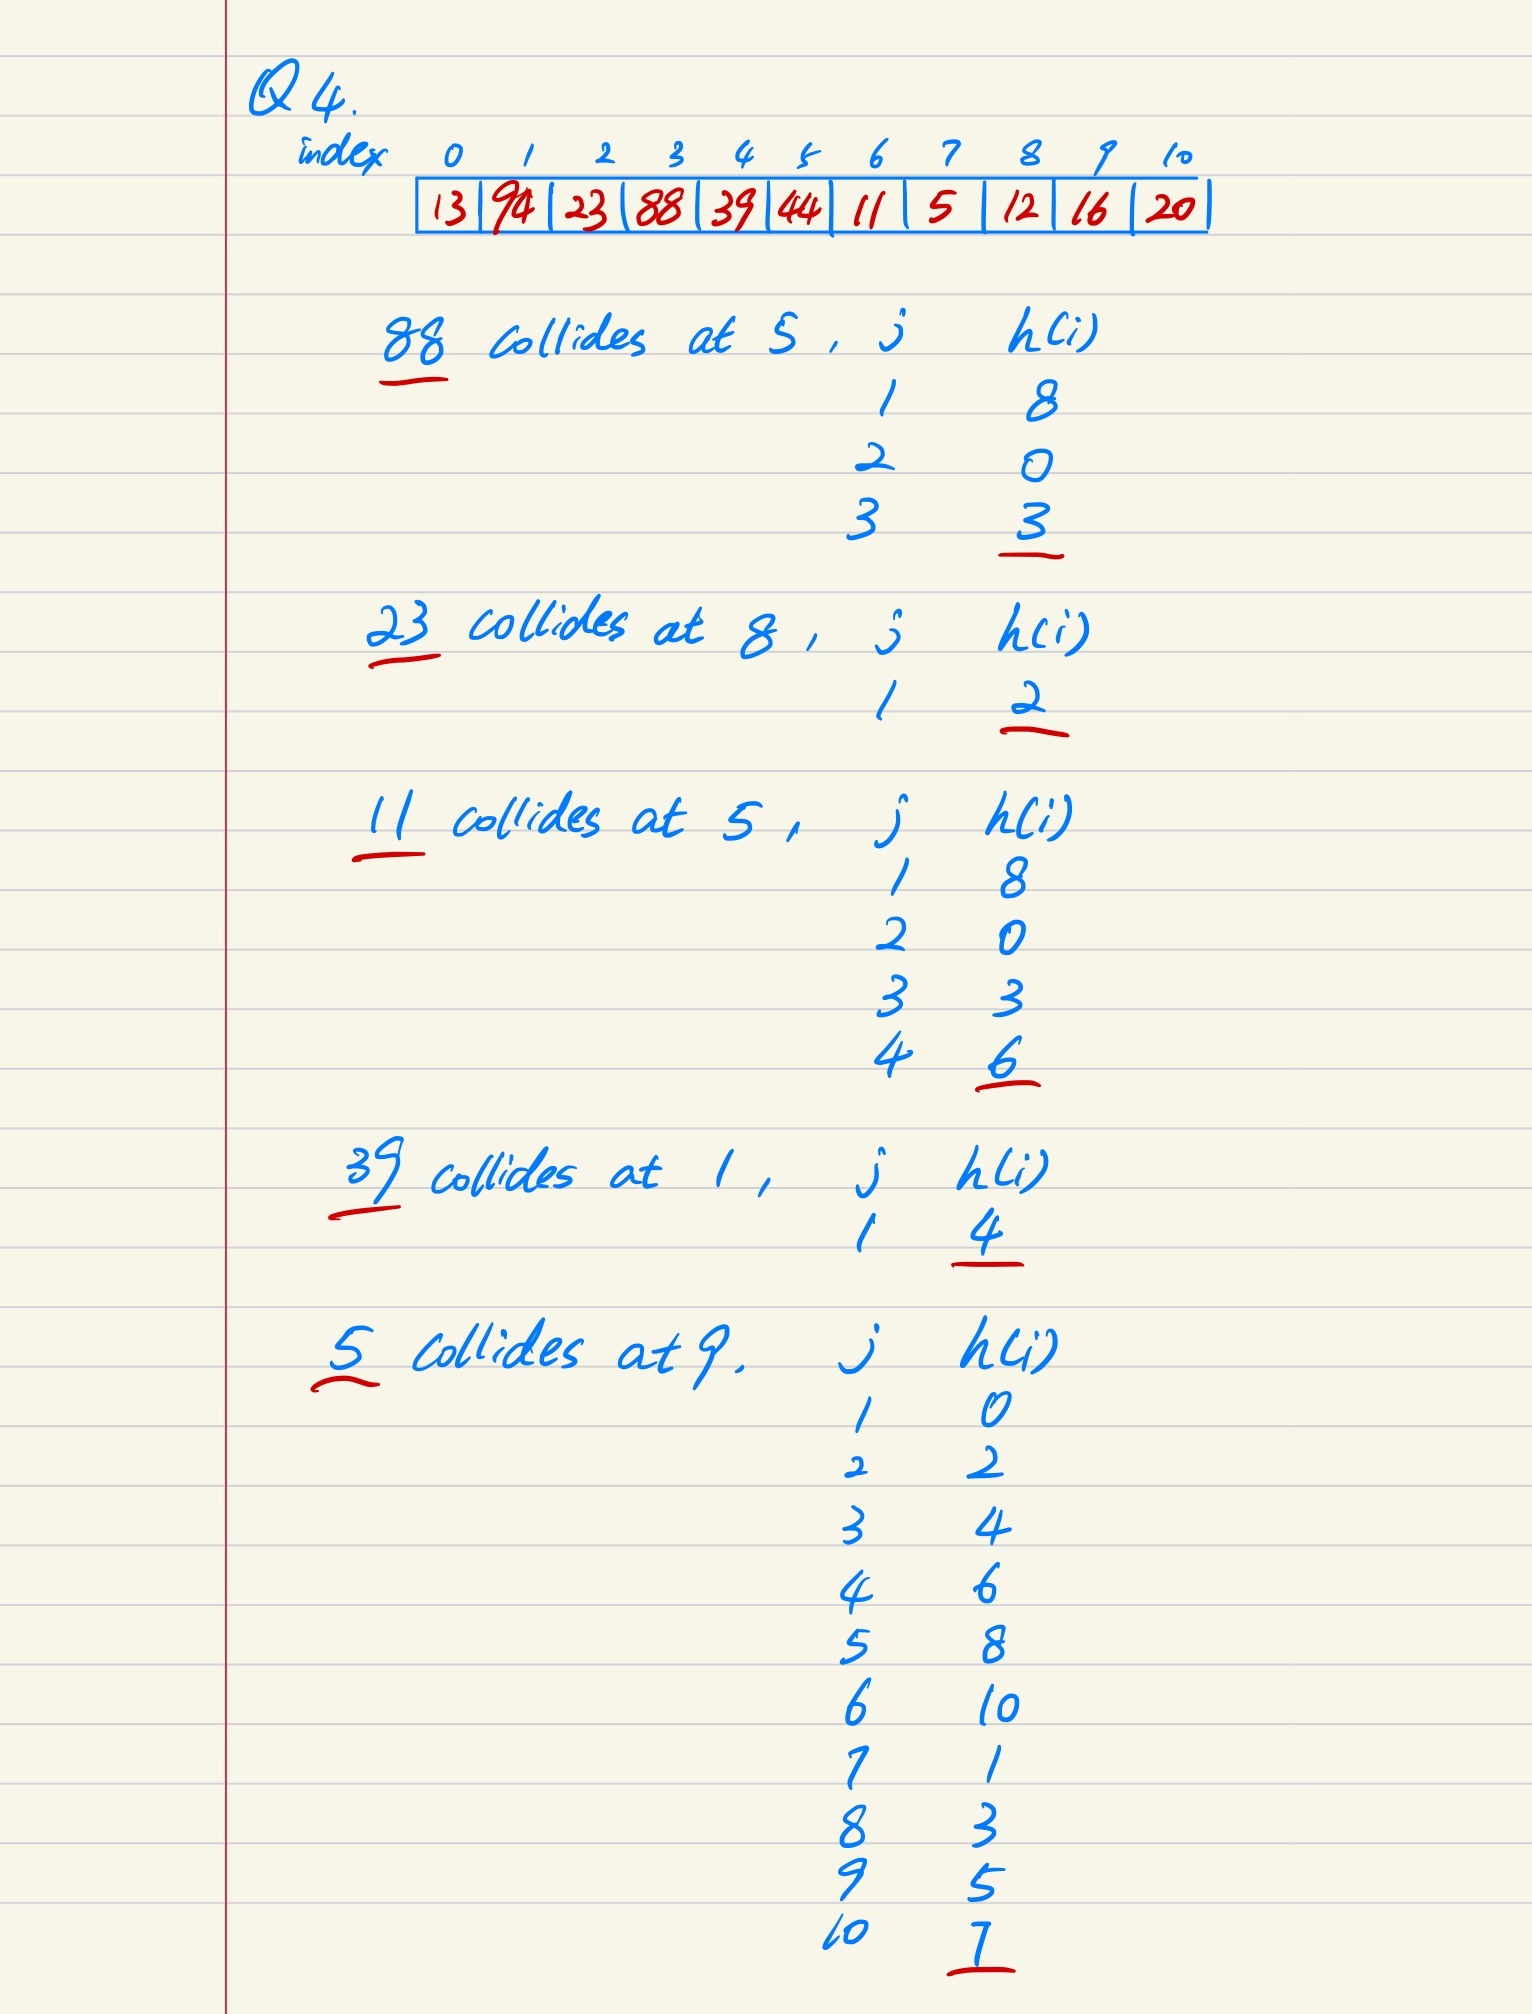 Q4.
index 0 1 2 3 4 5 6 7 8 9 10
13 94 23 88 39 44 11 5 12 16 20
88 collides at 5, j h(i)
1 8
2 0
3 3
23 collides at 8, j h(i)
1 2
11 collides at 5, j h(i)
1 8
2 0
3 3
4 6
39 collides at 1, j h(i)
1 4
5 collides at 9. j h(i)
1 0
2 2
3 4
4 6
5 8
6 10
7 1
8 3
9 5
10 7